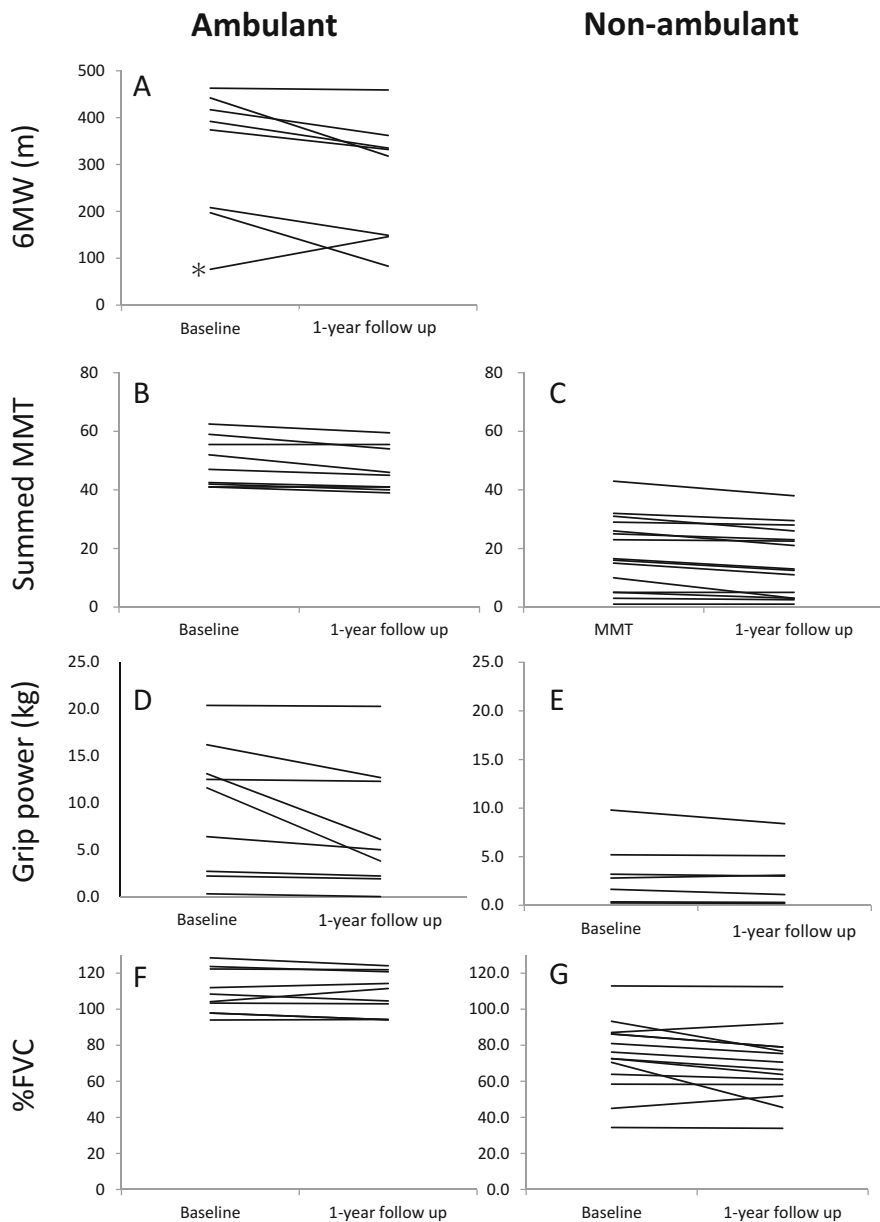 Ambulant Non-ambulant
6MW (m)
500
400
300
200
100
0
A
*
Baseline 1-year follow up
Summed MMT
80
60
40
20
0
B
Baseline 1-year follow up
80
60
40
20
0
C
MMT 1-year follow up
Grip power (kg)
25.0
20.0
15.0
10.0
5.0
0.0
D
Baseline 1-year follow up
25.0
20.0
15.0
10.0
5.0
0.0
E
Baseline 1-year follow up
%FVC
120
100
80
60
40
20
0
F
Baseline 1-year follow up
120.0
100.0
80.0
60.0
40.0
20.0
0.0
G
Baseline 1-year follow up